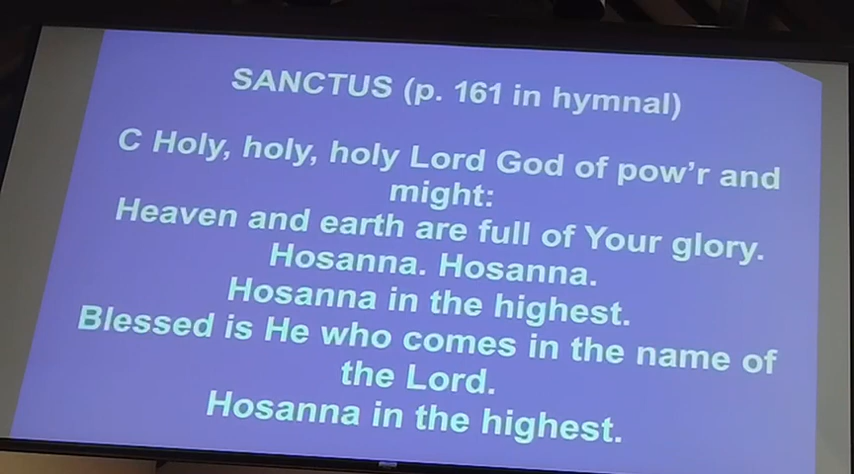 SANCTUS (p. 161 in hymnal)
C Holy, holy, holy Lord God of pow’r and
might:
Heaven and earth are full of Your glory.
Hosanna. Hosanna.
Hosanna in the highest.
Blessed is He who comes in the name of
the Lord.
Hosanna in the highest.